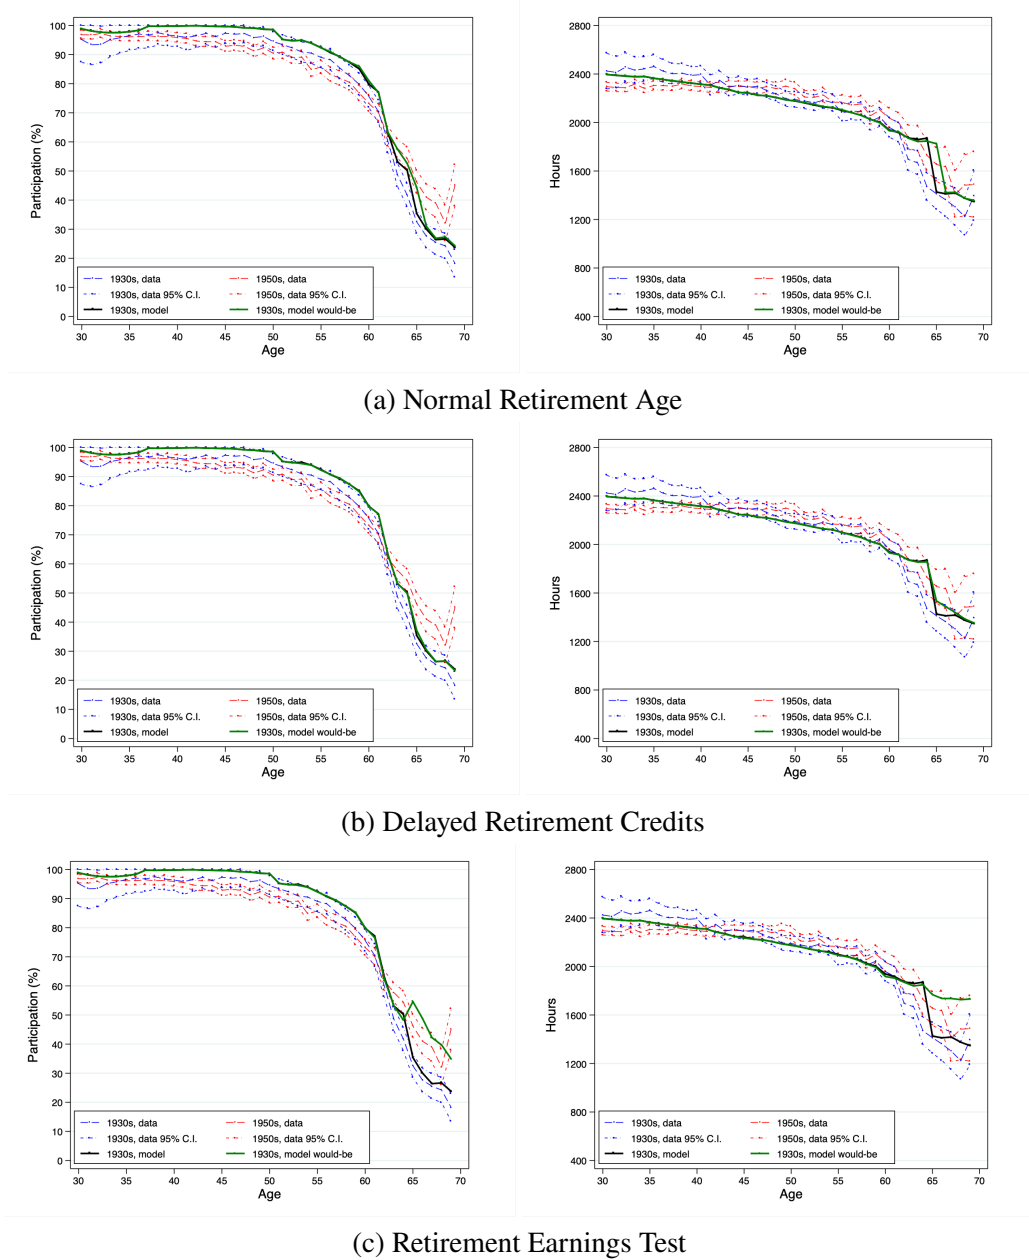 100
90
80
70
60
50
40
30
20
10
0
Participation (%)
1930s, data
1950s, data
1930s, data 95% C.I.
1950s, data 95% C.I.
1930s, model
1930s, model would-be
30 35 40 45 50 55 60 65 70
Age
2800
2400
2000
1600
1200
800
400
Hours
1930s, data
1950s, data
1930s, data 95% C.I.
1950s, data 95% C.I.
1930s, model
1930s, model would-be
30 35 40 45 50 55 60 65 70
Age
(a) Normal Retirement Age
100
90
80
70
60
50
40
30
20
10
0
Participation (%)
1930s, data
1950s, data
1930s, data 95% C.I.
1950s, data 95% C.I.
1930s, model
1930s, model would-be
30 35 40 45 50 55 60 65 70
Age
2800
2400
2000
1600
1200
800
400
Hours
1930s, data
1950s, data
1930s, data 95% C.I.
1950s, data 95% C.I.
1930s, model
1930s, model would-be
30 35 40 45 50 55 60 65 70
Age
(b) Delayed Retirement Credits
100
90
80
70
60
50
40
30
20
10
0
Participation (%)
1930s, data
1950s, data
1930s, data 95% C.I.
1950s, data 95% C.I.
1930s, model
1930s, model would-be
30 35 40 45 50 55 60 65 70
Age
2800
2400
2000
1600
1200
800
400
Hours
1930s, data
1950s, data
1930s, data 95% C.I.
1950s, data 95% C.I.
1930s, model
1930s, model would-be
30 35 40 45 50 55 60 65 70
Age
(c) Retirement Earnings Test